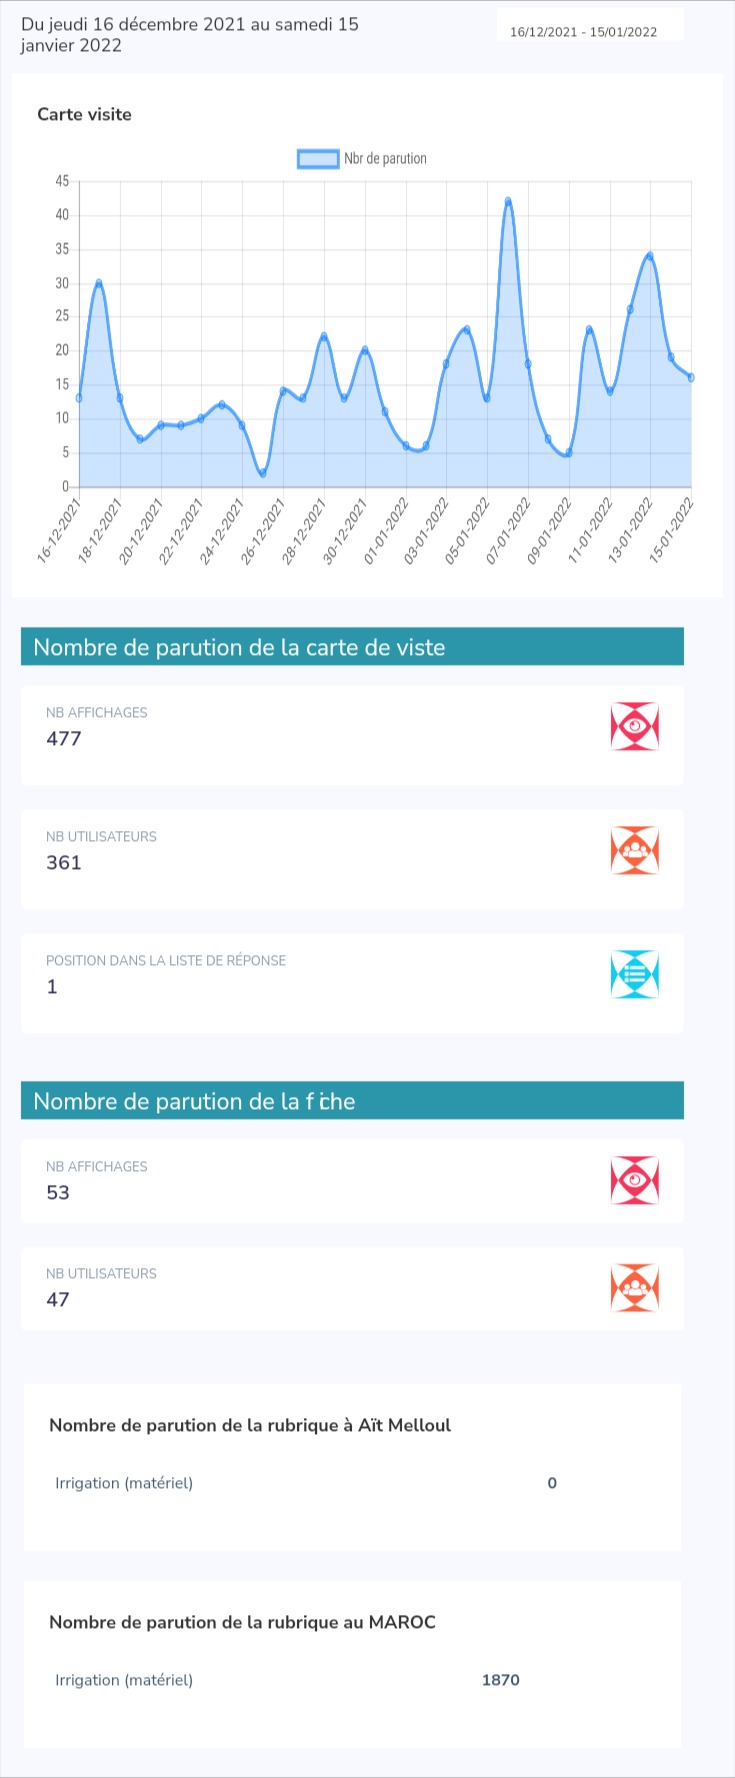 Du jeudi 16 décembre 2021 au samedi 15
janvier 2022
16/12/2021 - 15/01/2022
Carte visite
Nbr de parution
45
40
35
30
25
20
15
10
5
0
16-12-2021
18-12-2021
20-12-2021
22-12-2021
24-12-2021
26-12-2021
28-12-2021
30-12-2021
01-01-2022
03-01-2022
05-01-2022
07-01-2022
09-01-2022
11-01-2022
13-01-2022
15-01-2022
Nombre de parution de la carte de viste
NB AFFICHAGES
477
NB UTILISATEURS
361
POSITION DANS LA LISTE DE RÉPONSE
1
Nombre de parution de la fiche
NB AFFICHAGES
53
NB UTILISATEURS
47
Nombre de parution de la rubrique à Aït Melloul
Irrigation (matériel) 0
Nombre de parution de la rubrique au MAROC
Irrigation (matériel) 1870